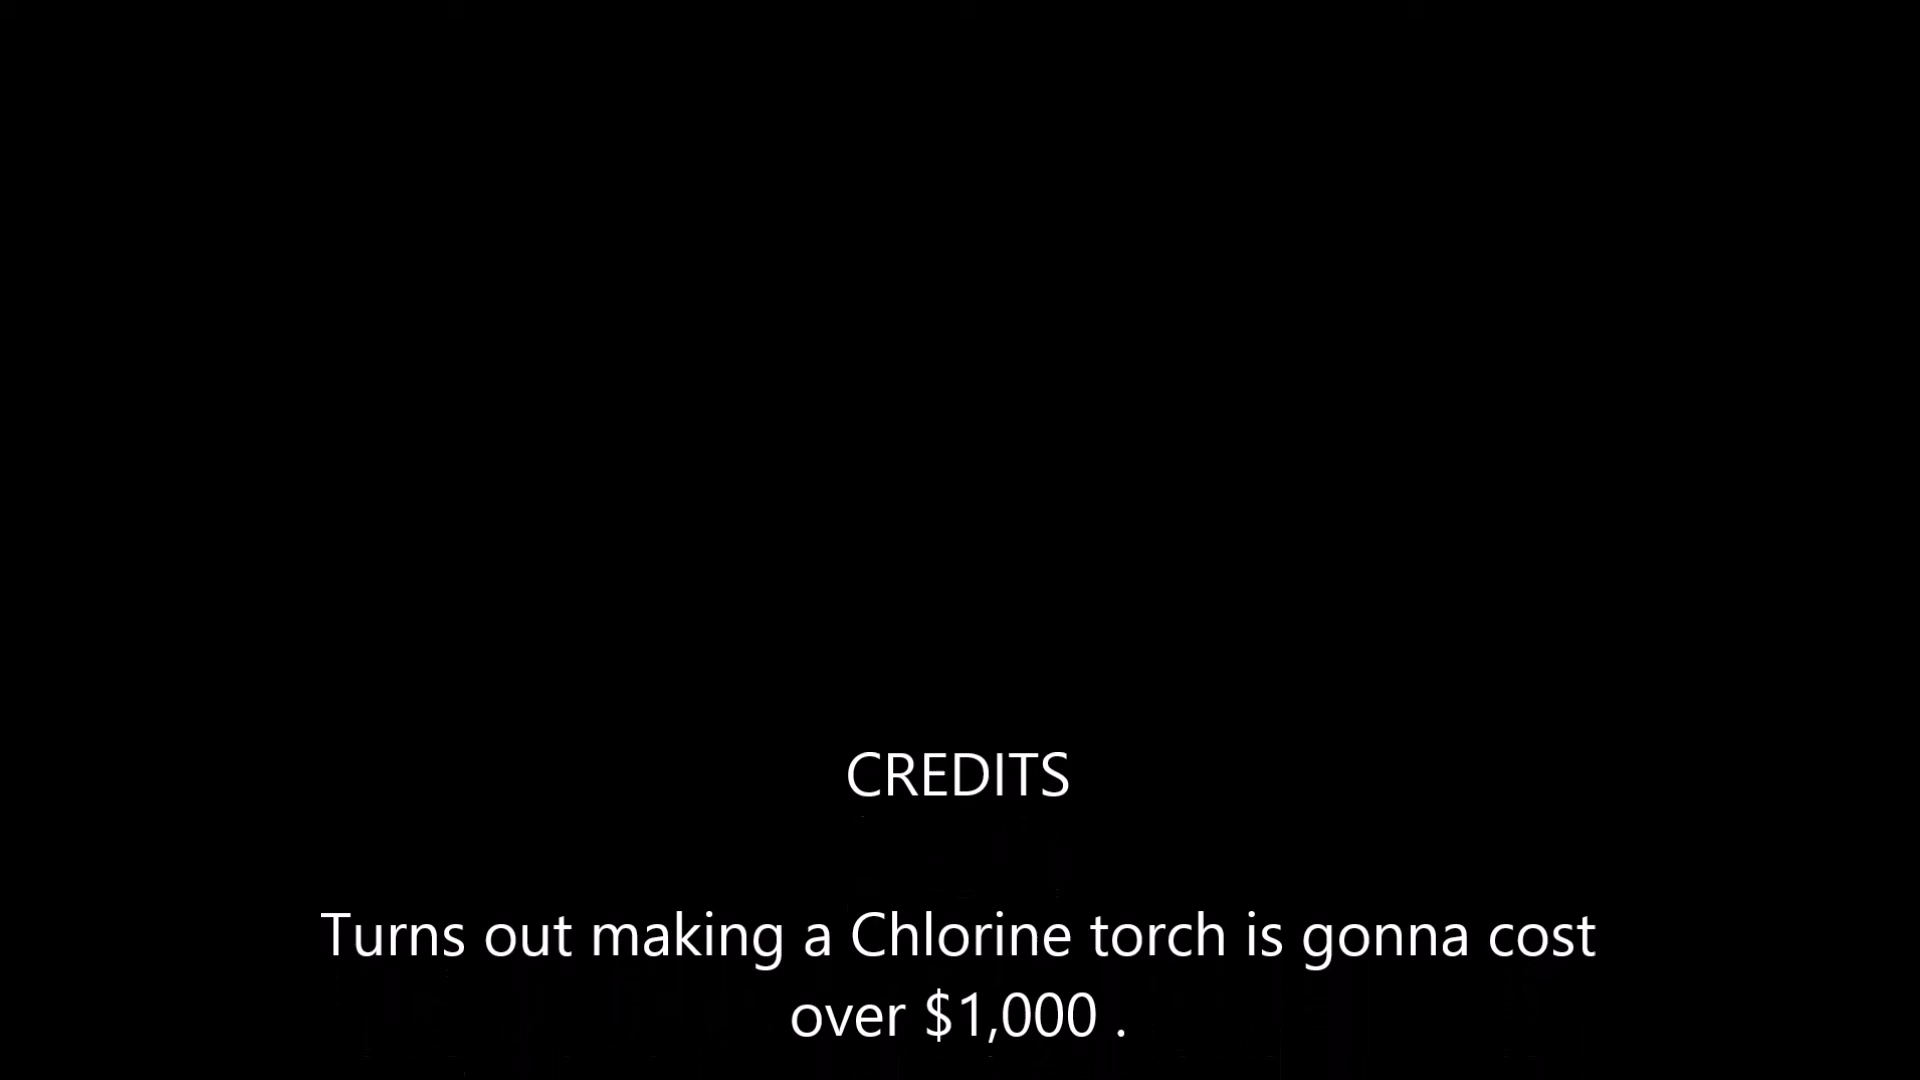 CREDITS
Turns out making a Chlorine torch is gonna cost
over $1,000 .